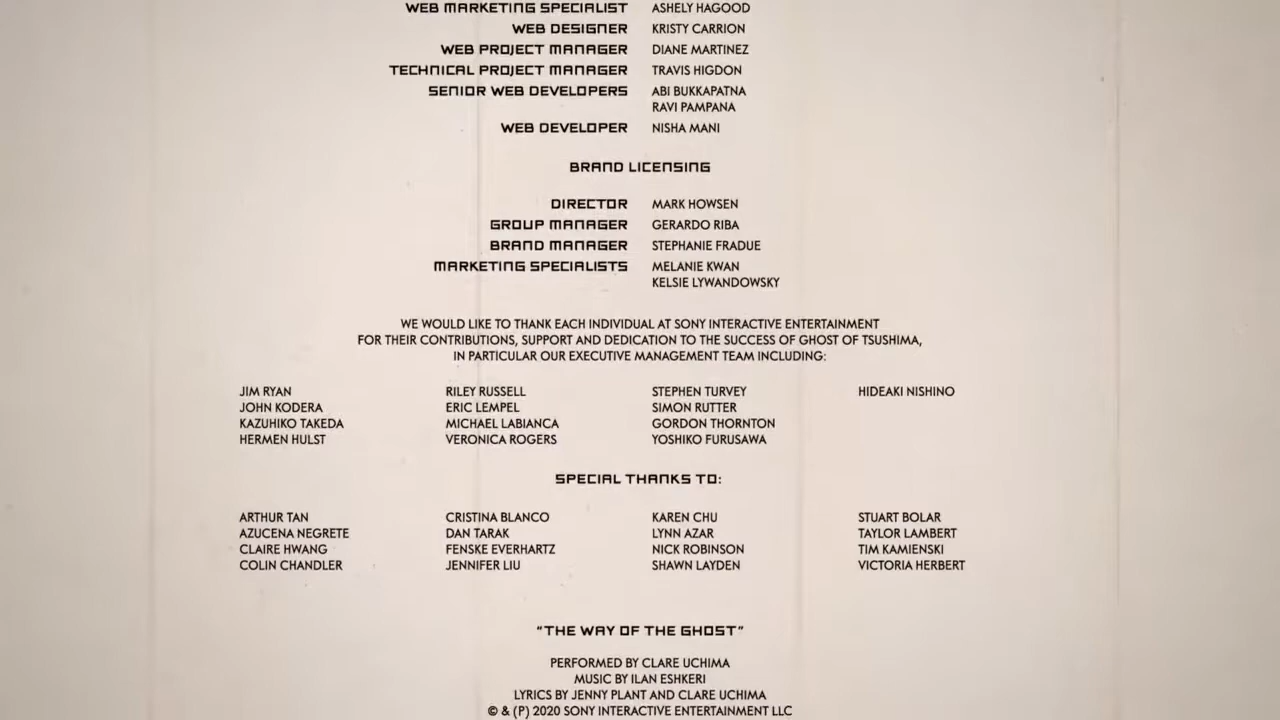 WEB MARKETING SPECIALIST ASHELY HAGOOD
WEB DESIGNER KRISTY CARRION
WEB PROJECT MANAGER DIANE MARTINEZ
TECHNICAL PROJECT MANAGER TRAVIS HIGDON
SENIOR WEB DEVELOPERS ABI BUKKAPATNA
RAVI PAMPANA
WEB DEVELOPER NISHA MANI
BRAND LICENSING
DIRECTOR MARK HOWSEN
GROUP MANAGER GERARDO RIBA
BRAND MANAGER STEPHANIE FRADUE
MARKETING SPECIALISTS MELANIE KWAN
KELSIE LYWANDOWSKY
WE WOULD LIKE TO THANK EACH INDIVIDUAL AT SONY INTERACTIVE ENTERTAINMENT
FOR THEIR CONTRIBUTIONS, SUPPORT AND DEDICATION TO THE SUCCESS OF GHOST OF TSUSHIMA,
IN PARTICULAR OUR EXECUTIVE MANAGEMENT TEAM INCLUDING:
JIM RYAN RILEY RUSSELL STEPHEN TURVEY HIDEAKI NISHINO
JOHN KODERA ERIC LEMPEL SIMON RUTTER
KAZUHIKO TAKEDA MICHAEL LABIANCA GORDON THORNTON
HERMEN HULST VERONICA ROGERS YOSHIKO FURUSAWA
SPECIAL THANKS TO:
ARTHUR TAN CRISTINA BLANCO KAREN CHU STUART BOLAR
AZUCENA NEGRETE DAN TARAK LYNN AZAR TAYLOR LAMBERT
CLAIRE HWANG FENSKE EVERHARTZ NICK ROBINSON TIM KAMIENSKI
COLIN CHANDLER JENNIFER LIU SHAWN LAYDEN VICTORIA HERBERT
"THE WAY OF THE GHOST"
PERFORMED BY CLARE UCHIMA
MUSIC BY ILAN ESHKERI
LYRICS BY JENNY PLANT AND CLARE UCHIMA
© & (P) 2020 SONY INTERACTIVE ENTERTAINMENT LLC